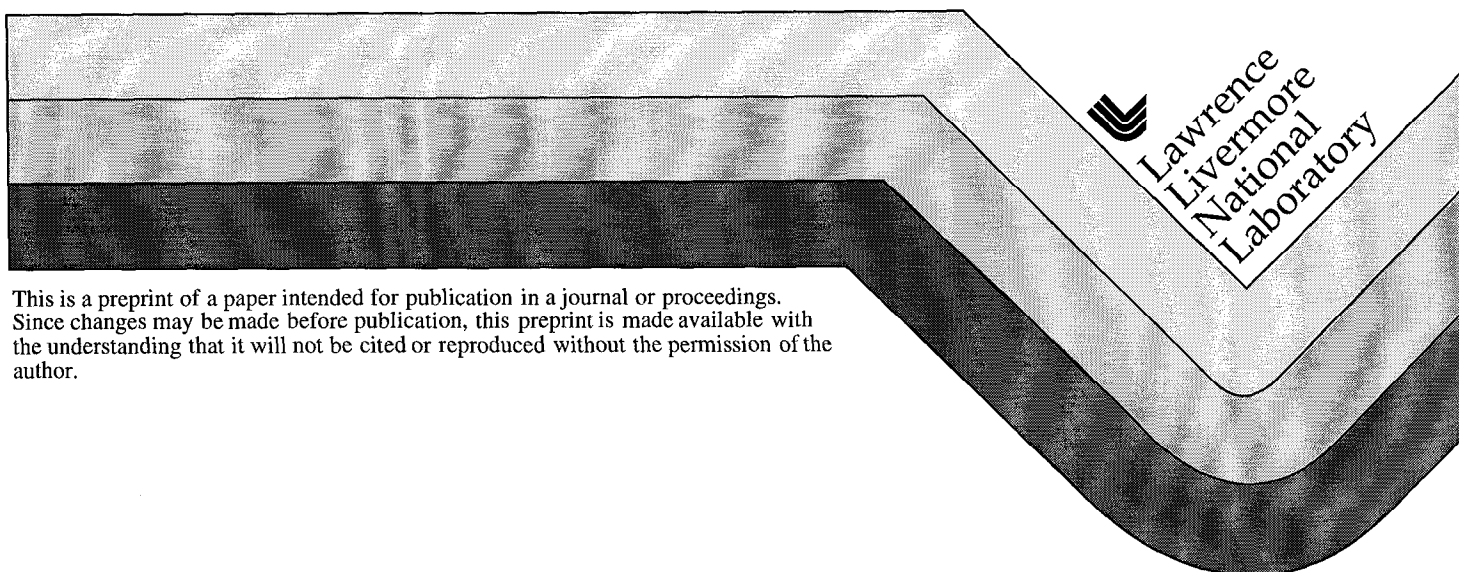 Lawrence
Livermore
National
Laboratory
This is a preprint of a paper intended for publication in a journal or proceedings.
Since changes may be made before publication, this preprint is made available with
the understanding that it will not be cited or reproduced without the permission of the
author.